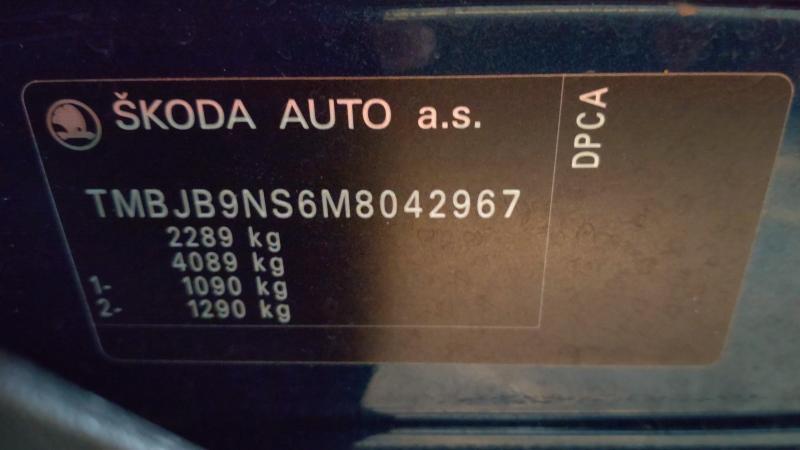 ŠKODA AUTO a.s.
DPCA
TMBJB9NS6M8042967
2289 kg
4089 kg
1- 1090 kg
2- 1290 kg